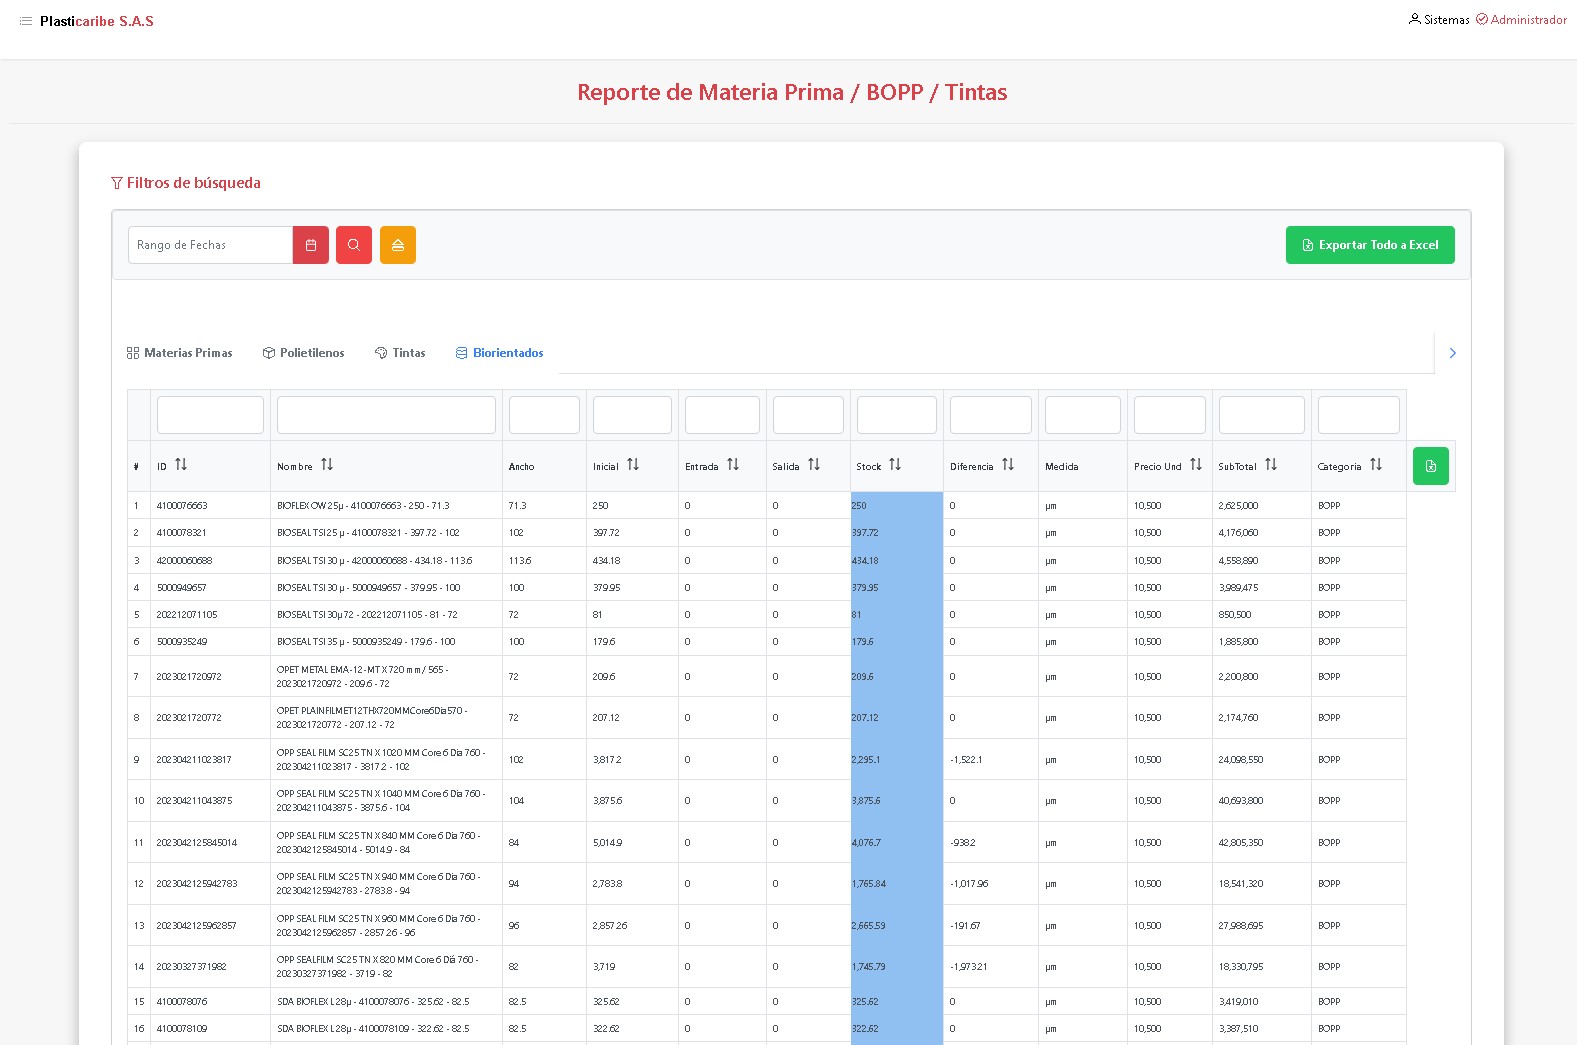 Plasticaribe S.A.S
Sistemas Administrador
Reporte de Materia Prima / BOPP / Tintas
Filtros de búsqueda
Rango de Fechas
Exportar Todo a Excel
Materias Primas Polietilenos Tintas Biorientados
# ID Nombre Ancho Inicial Entrada Salida Stock Diferencia Medida Precio Und SubTotal Categoria
1 4100076663 BIOFLEX OW 25µ - 4100076663 - 250 - 71.3 71.3 250 0 0 250 0 µm 10,500 2,625,000 BOPP
2 4100078321 BIOSEAL TSI 25 µ - 4100078321 - 397.72 - 102 102 397.72 0 0 397.72 0 µm 10,500 4,176,060 BOPP
3 42000060688 BIOSEAL TSI 30 µ - 42000060688 - 434.18 - 113.6 113.6 434.18 0 0 434.18 0 µm 10,500 4,558,890 BOPP
4 5000949657 BIOSEAL TSI 30 µ - 5000949657 - 379.95 - 100 100 379.95 0 0 379.95 0 µm 10,500 3,989,475 BOPP
5 202212071105 BIOSEAL TSI 30µ 72 - 202212071105 - 81 - 72 72 81 0 0 81 0 µm 10,500 850,500 BOPP
6 5000935249 BIOSEAL TSI 35 µ - 5000935249 - 179.6 - 100 100 179.6 0 0 179.6 0 µm 10,500 1,885,800 BOPP
OPET METAL EMA-12-MT X 720 mm / 565 -
7 2023021720972 2023021720972 - 209.6 - 72 72 209.6 0 0 209.6 0 µm 10,500 2,200,800 BOPP
OPET PLAINFILMET12THX720MMCore6Dia570 -
8 2023021720772 2023021720772 - 207.12 - 72 72 207.12 0 0 207.12 0 µm 10,500 2,174,760 BOPP
OPP SEAL FILM SC25 TN X 1020 MM Core 6 Dia 760 -
9 202304211023817 202304211023817 - 3817.2 - 102 102 3,817.2 0 0 2,295.1 -1,522.1 µm 10,500 24,098,550 BOPP
OPP SEAL FILM SC25 TN X 1040 MM Core 6 Dia 760 -
10 202304211043875 202304211043875 - 3875.6 - 104 104 3,875.6 0 0 3,875.6 0 µm 10,500 40,693,800 BOPP
OPP SEAL FILM SC25 TN X 840 MM Core 6 Dia 760 -
11 2023042125845014 2023042125845014 - 5014.9 - 84 84 5,014.9 0 0 4,076.7 -938.2 µm 10,500 42,805,350 BOPP
OPP SEAL FILM SC25 TN X 940 MM Core 6 Dia 760 -
12 2023042125942783 2023042125942783 - 2783.8 - 94 94 2,783.8 0 0 1,765.84 -1,017.96 µm 10,500 18,541,320 BOPP
OPP SEAL FILM SC25 TN X 960 MM Core 6 Dia 760 -
13 2023042125962857 2023042125962857 - 2857.26 - 96 96 2,857.26 0 0 2,665.59 -191.67 µm 10,500 27,988,695 BOPP
OPP SEALFILM SC25 TN X 820 MM Core 6 Diá 760 -
14 20230327371982 20230327371982 - 3719 - 82 82 3,719 0 0 1,745.79 -1,973.21 µm 10,500 18,330,795 BOPP
15 4100078076 SDA BIOFLEX L 28µ - 4100078076 - 325.62 - 82.5 82.5 325.62 0 0 325.62 0 µm 10,500 3,419,010 BOPP
16 4100078109 SDA BIOFLEX L 28µ - 4100078109 - 322.62 - 82.5 82.5 322.62 0 0 322.62 0 µm 10,500 3,387,510 BOPP